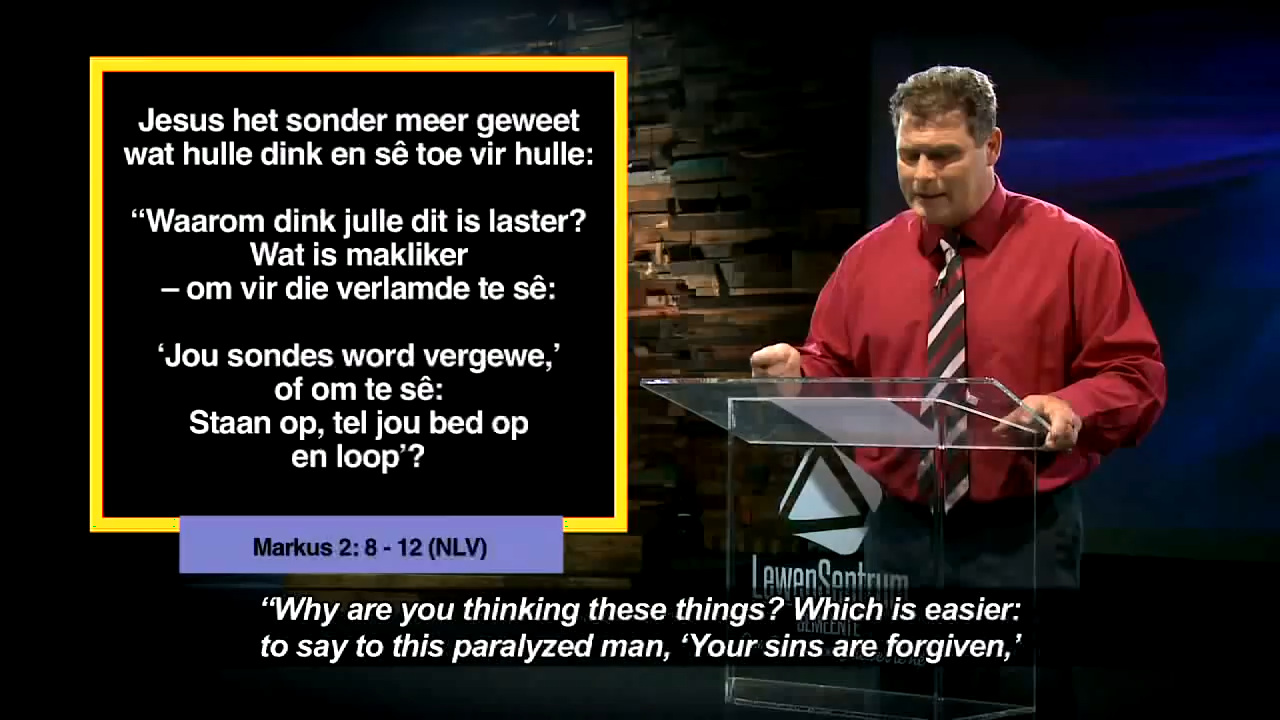 Jesus het sonder meer geweet
wat hulle dink en sê toe vir hulle:
“Waarom dink julle dit is laster?
Wat is makliker
– om vir die verlamde te sê:
‘Jou sondes word vergewe,’
of om te sê:
Staan op, tel jou bed op
en loop’?
Markus 2: 8 - 12 (NLV)
LewenSentrum
GEMEENTE
“Why are you thinking these things? Which is easier:
to say to this paralyzed man, ‘Your sins are forgiven,’